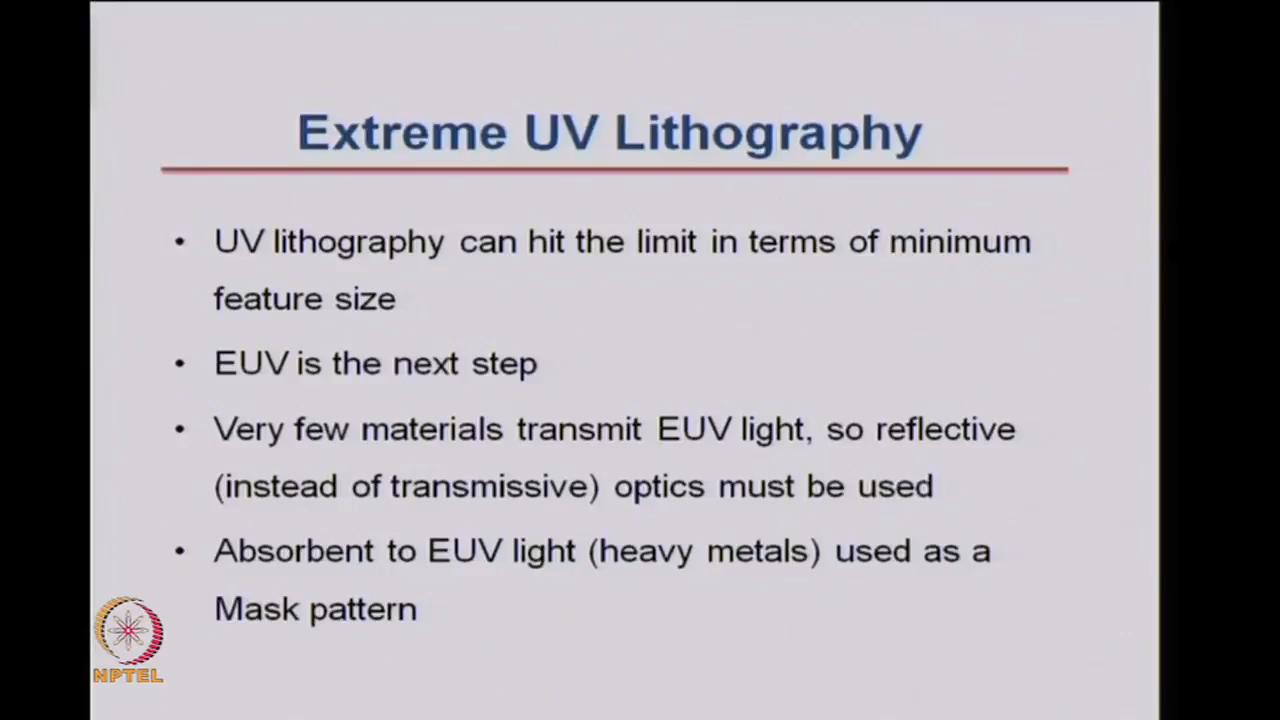 Extreme UV Lithography
• UV lithography can hit the limit in terms of minimum
feature size
• EUV is the next step
• Very few materials transmit EUV light, so reflective
(instead of transmissive) optics must be used
• Absorbent to EUV light (heavy metals) used as a
Mask pattern
NPTEL